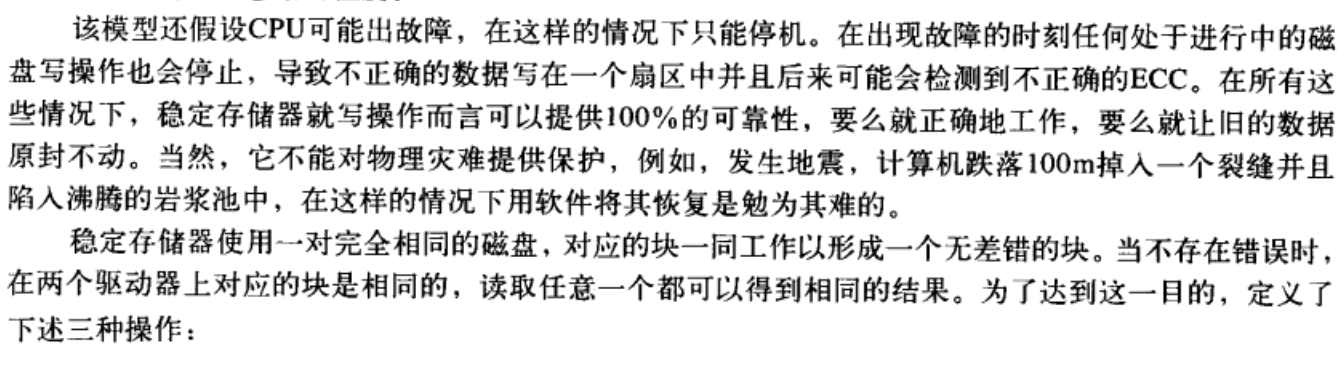 该模型还假设CPU可能出故障，在这样的情况下只能停机。在出现故障的时刻任何处于进行中的磁
盘写操作也会停止，导致不正确的数据写在一个扇区中并且后来可能会检测到不正确的ECC。在所有这
些情况下，稳定存储器就写操作而言可以提供100%的可靠性，要么就正确地工作，要么就让旧的数据
原封不动。当然，它不能对物理灾难提供保护，例如，发生地震，计算机跌落100m掉入一个裂缝并且
陷入沸腾的岩浆池中，在这样的情况下用软件将其恢复是勉为其难的。
稳定存储器使用一对完全相同的磁盘，对应的块一同工作以形成一个无差错的块。当不存在错误时，
在两个驱动器上对应的块是相同的，读取任意一个都可以得到相同的结果。为了达到这一目的，定义了
下述三种操作：